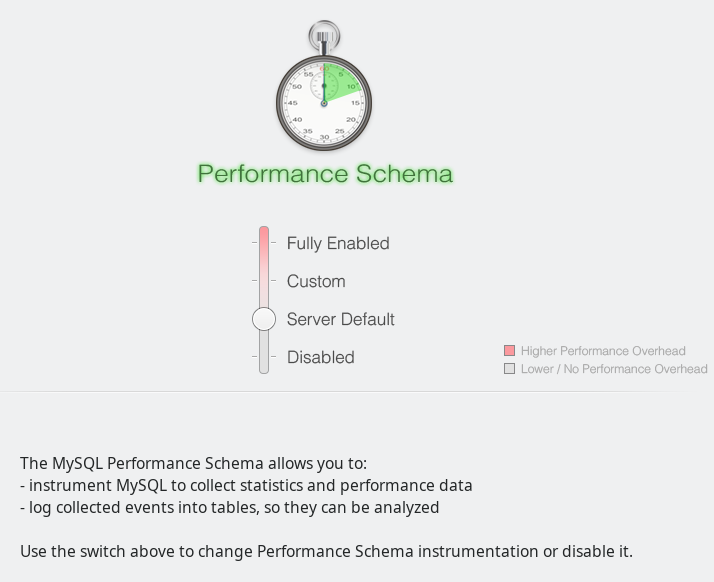 55
5
50
10
45
15
40
20
35
30
25
Performance Schema
Fully Enabled
Custom
Server Default
Disabled
Higher Performance Overhead
Lower / No Performance Overhead
The MySQL Performance Schema allows you to:
- instrument MySQL to collect statistics and performance data
- log collected events into tables, so they can be analyzed
Use the switch above to change Performance Schema instrumentation or disable it.